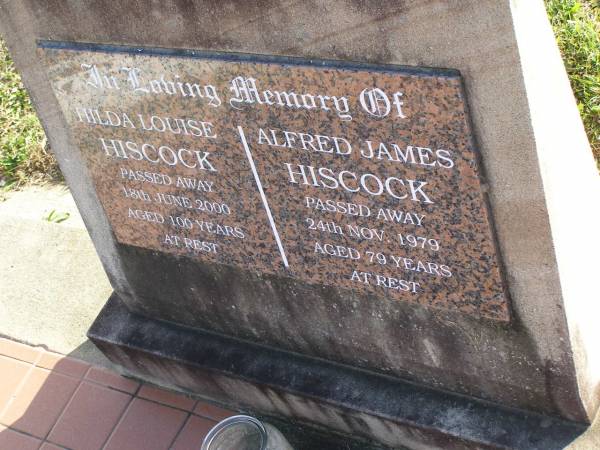 In Loving Memory Of
HILDA LOUISE
HISCOCK
PASSED AWAY
18th JUNE 2000
AGED 100 YEARS
AT REST
ALFRED JAMES
HISCOCK
PASSED AWAY
24th NOV. 1979
AGED 79 YEARS
AT REST